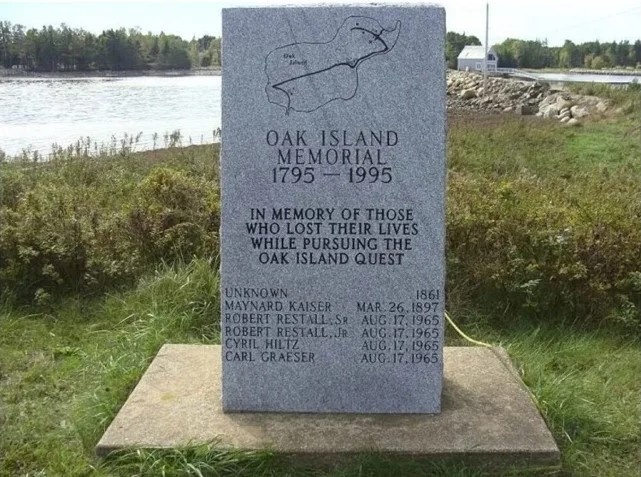 Oak
Island
OAK ISLAND
MEMORIAL
1795 — 1995
IN MEMORY OF THOSE
WHO LOST THEIR LIVES
WHILE PURSUING THE
OAK ISLAND QUEST
UNKNOWN 1861
MAYNARD KAISER MAR. 26, 1897
ROBERT RESTALL, SR AUG. 17, 1965
ROBERT RESTALL, JR AUG. 17, 1965
CYRIL HILTZ AUG. 17, 1965
CARL GRAESER AUG. 17, 1965